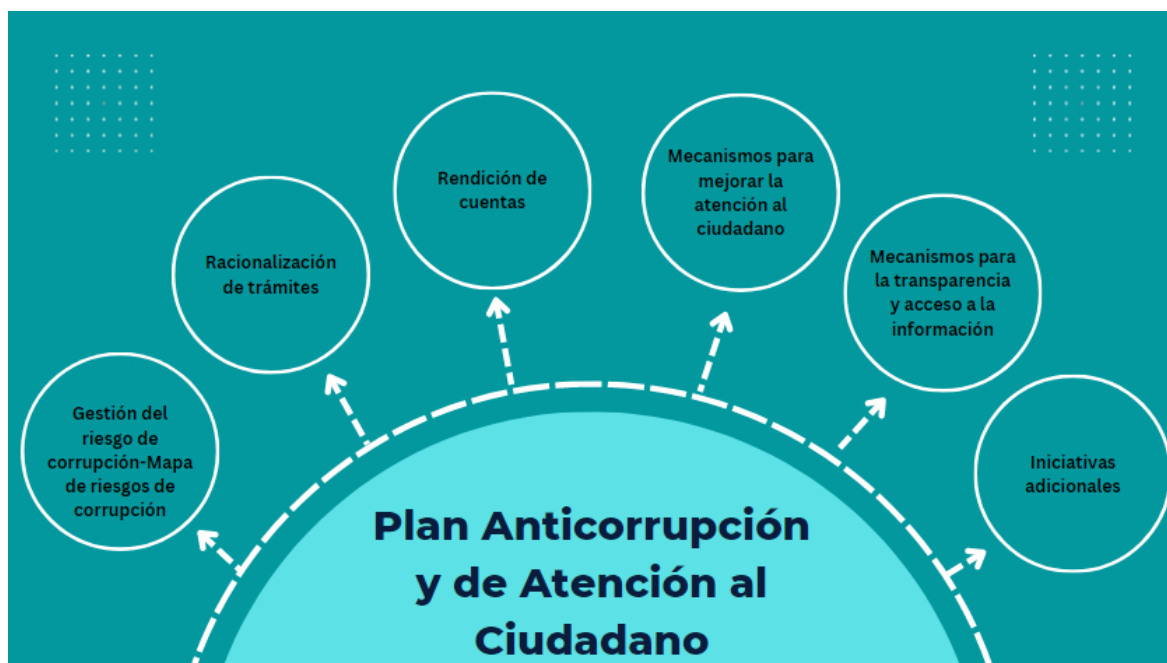 Gestión del
riesgo de
corrupción-Mapa
de riesgos de
corrupción
Racionalización
de trámites
Rendición de
cuentas
Mecanismos para
mejorar la
atención al
ciudadano
Mecanismos para
la transparencia
y acceso a la
información
Iniciativas
adicionales
Plan Anticorrupción
y de Atención al
Ciudadano